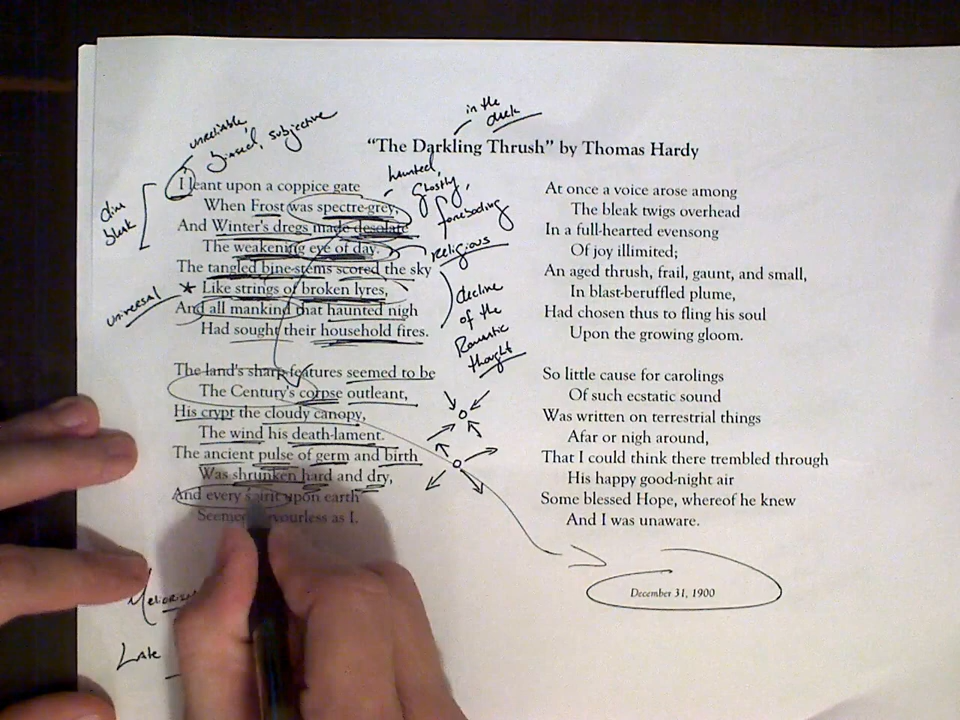 in the
dark
unreliable,
biased, subjective
"The Darkling Thrush" by Thomas Hardy
haunted,
ghostly,
foreboding
religious
dim
bleak
universal
decline
of the
Romantic
thought
I leant upon a coppice gate
When Frost was spectre-grey,
And Winter's dregs made desolate
The weakening eye of day.
The tangled bine-stems scored the sky
Like strings of broken lyres,
And all mankind that haunted nigh
Had sought their household fires.
The land's sharp features seemed to be
The Century's corpse outleant,
His crypt the cloudy canopy,
The wind his death-lament.
The ancient pulse of germ and birth
Was shrunken hard and dry,
And every spirit upon earth
Seemed fervourless as I.
At once a voice arose among
The bleak twigs overhead
In a full-hearted evensong
Of joy illimited;
An aged thrush, frail, gaunt, and small,
In blast-beruffled plume,
Had chosen thus to fling his soul
Upon the growing gloom.
So little cause for carolings
Of such ecstatic sound
Was written on terrestrial things
Afar or nigh around,
That I could think there trembled through
His happy good-night air
Some blessed Hope, whereof he knew
And I was unaware.
December 31, 1900
Late